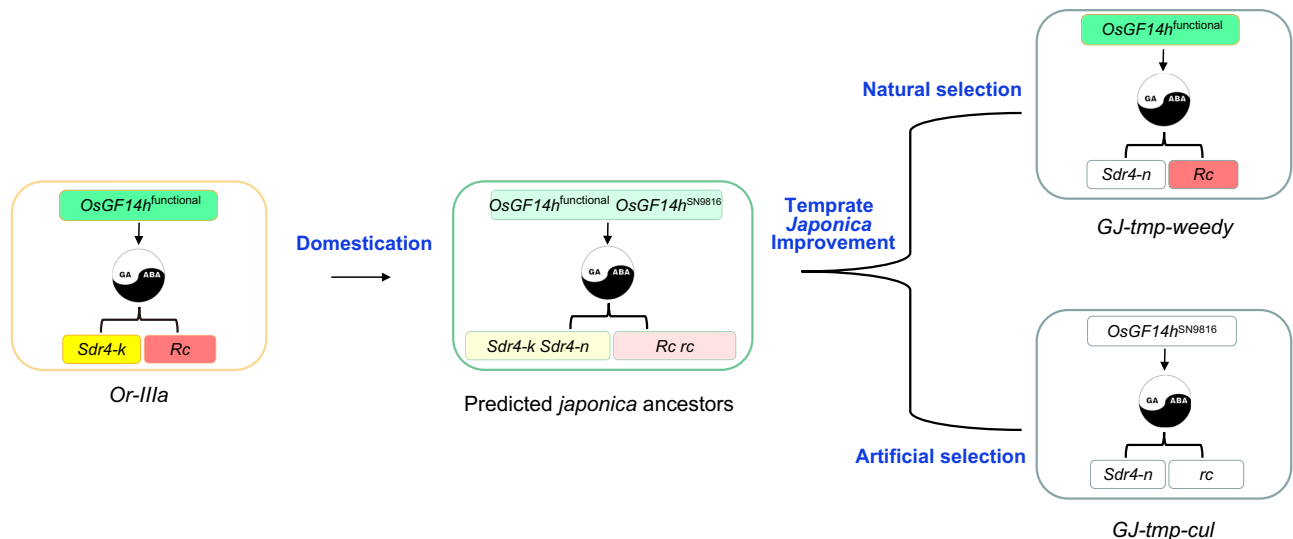 OsGF14hfunctional
GA ABA
Sdr4-k Rc
Or-IIIa
Domestication
OsGF14hfunctional OsGF14hSN9816
GA ABA
Sdr4-k Sdr4-n Rc rc
Predicted japonica ancestors
Temprate
Japonica
Improvement
Natural selection
OsGF14hfunctional
GA ABA
Sdr4-n Rc
GJ-tmp-weedy
Artificial selection
OsGF14hSN9816
GA ABA
Sdr4-n rc
GJ-tmp-cul